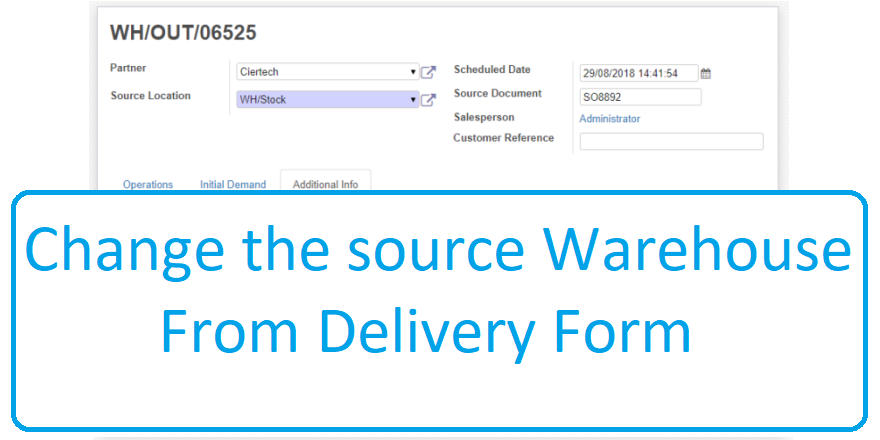 WH/OUT/06525
Partner Clertech Scheduled Date 29/08/2018 14:41:54
Source Location WH/Stock Source Document SO8892
Salesperson Administrator
Customer Reference
Operations Initial Demand Additional Info
Change the source Warehouse
From Delivery Form